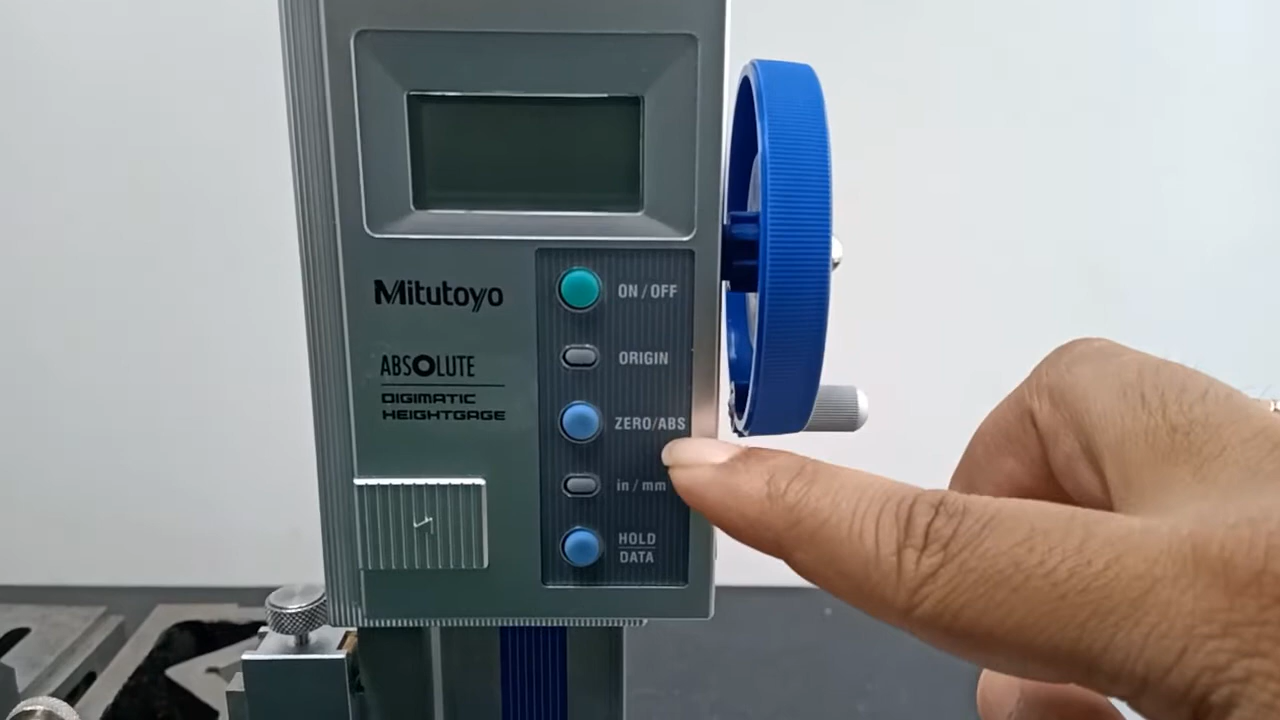 Mitutoyo
ABSOLUTE
DIGIMATIC
HEIGHTGAGE
ON/OFF
ORIGIN
ZERO/ABS
in/mm
HOLD
DATA